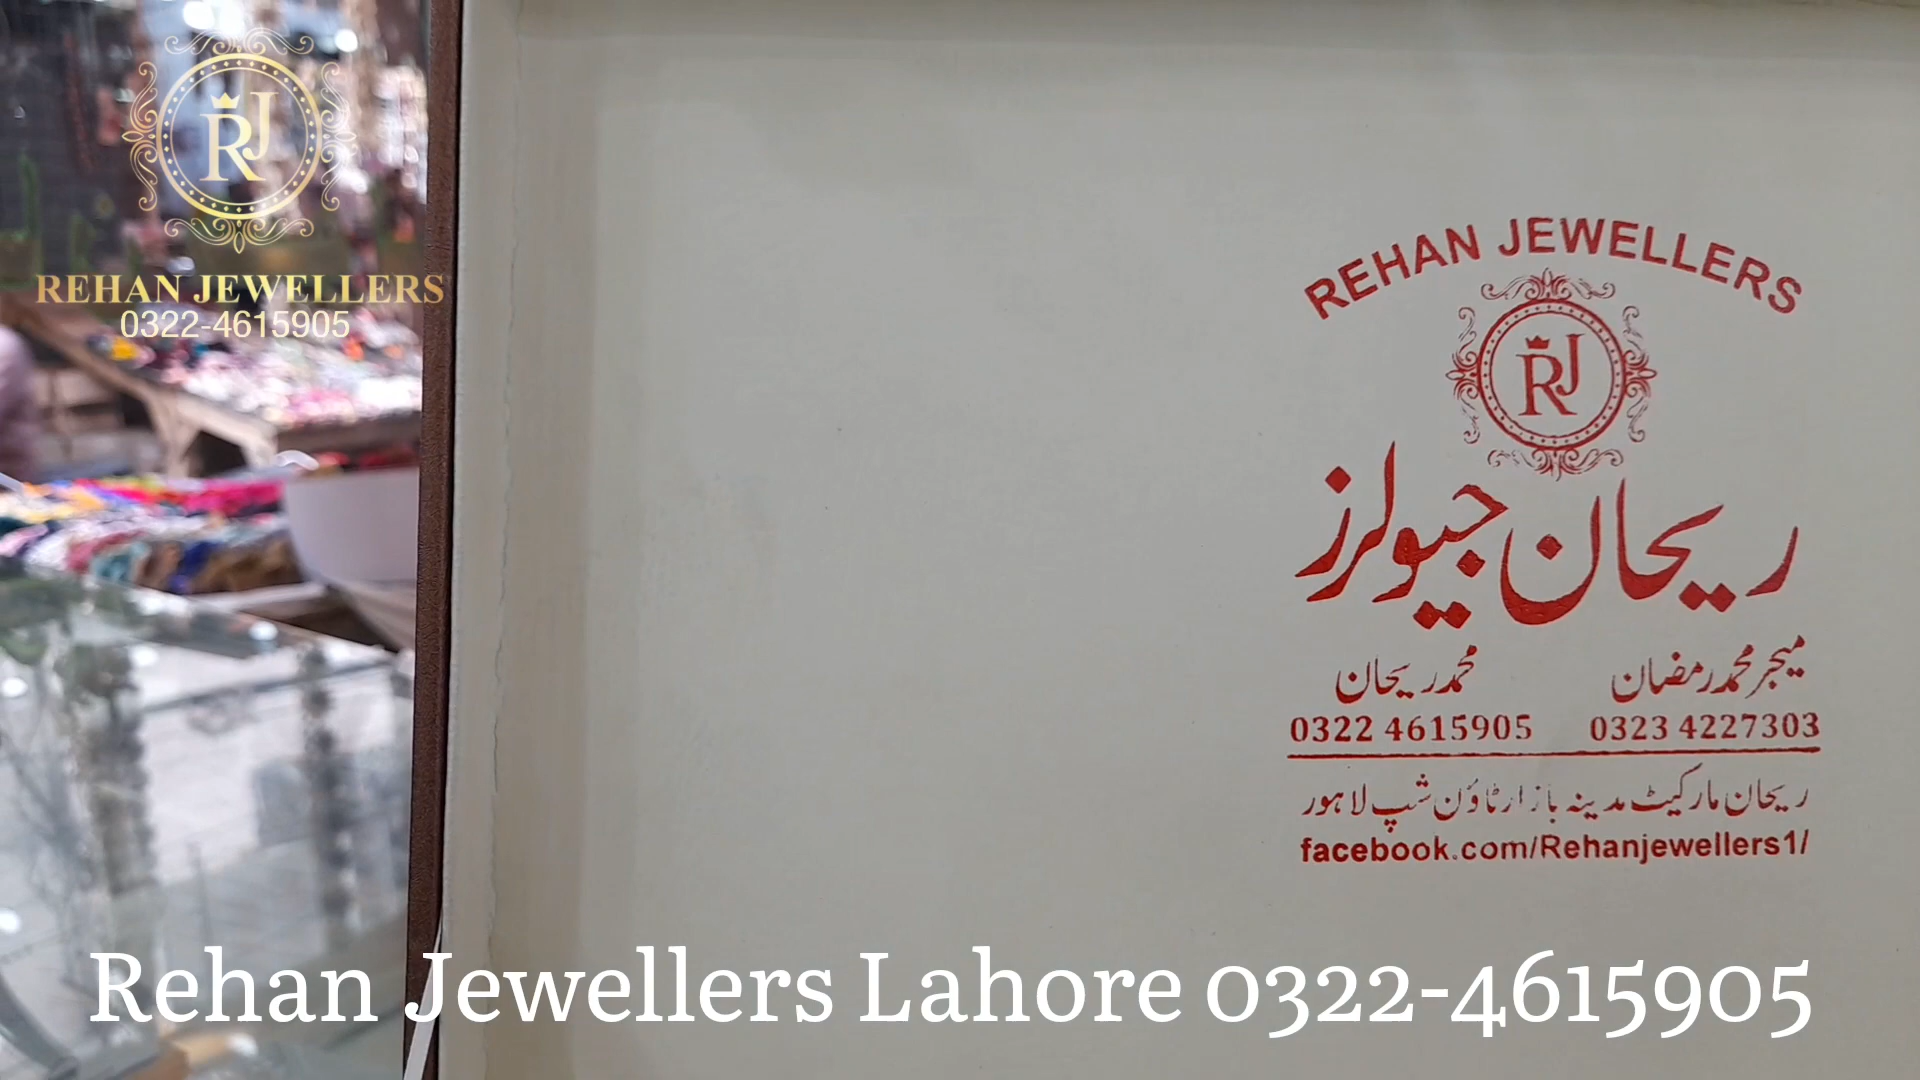 RJ
REHAN JEWELLERS
0322-4615905
REHAN JEWELLERS
RJ
ریحان جیولرز
میجر محمد رمضان
0323 4227303
محمد ریحان
0322 4615905
ریحان مارکیٹ مدینہ بازار ٹاؤن شپ لاہور
facebook.com/Rehanjewellers1/
Rehan Jewellers Lahore 0322-4615905